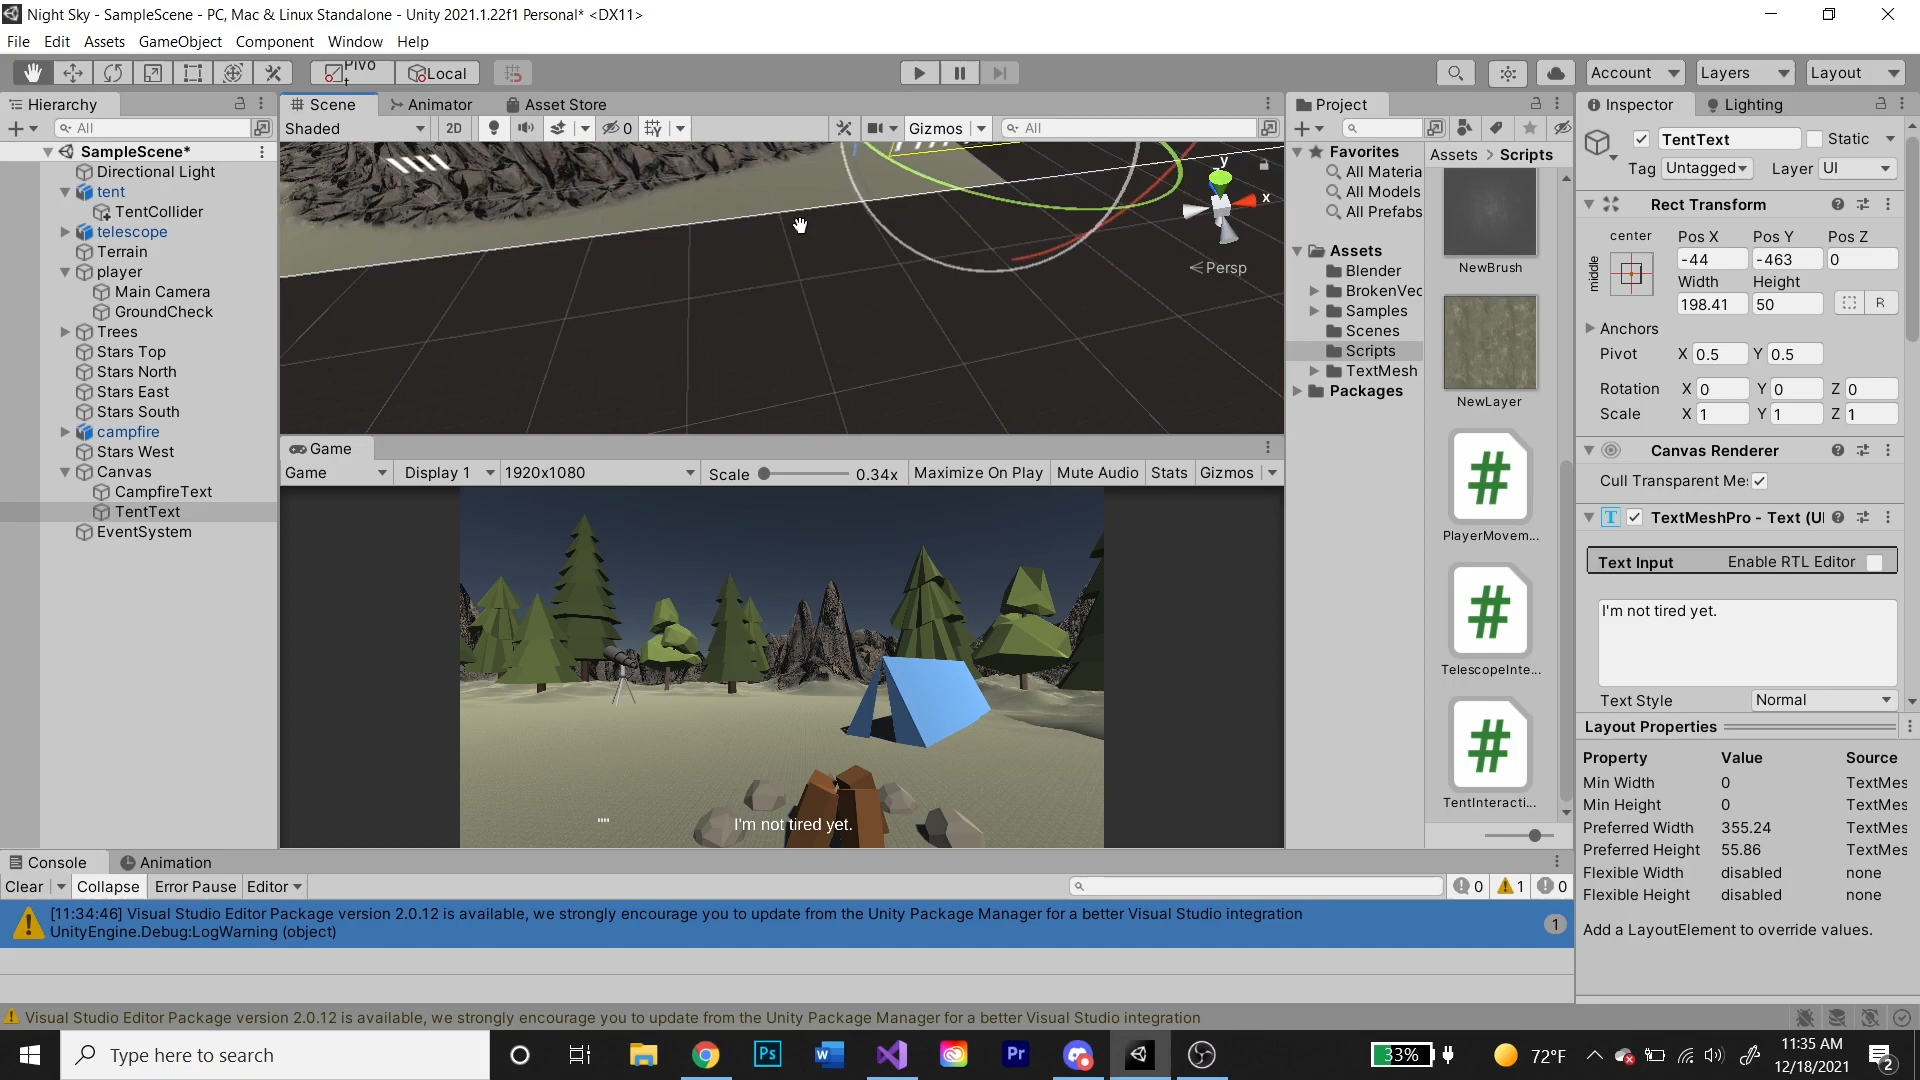 Night Sky - SampleScene - PC, Mac & Linux Standalone - Unity 2021.1.22f1 Personal* <DX11>
File Edit Assets GameObject Component Window Help
Pivo
t Local Account Layers Layout
Hierarchy Scene Animator Asset Store Project Inspector Lighting
All Shaded 2D 0 Gizmos All
SampleScene*
Directional Light
tent
TentCollider
telescope
Terrain
player
Main Camera
GroundCheck
Trees
Stars Top
Stars North
Stars East
Stars South
campfire
Stars West
Canvas
CampfireText
TentText
EventSystem
y
x
Persp
Game
Game Display 1 1920x1080 Scale 0.34x Maximize On Play Mute Audio Stats Gizmos
""
I'm not tired yet.
Favorites
All Materia
All Models
All Prefabs
Assets
Blender
BrokenVec
Samples
Scenes
Scripts
TextMesh
Packages
Assets > Scripts
NewBrush
NewLayer
PlayerMovem...
TelescopeInte...
TentInteracti...
TentText Static
Tag Untagged Layer UI
Rect Transform
center Pos X Pos Y Pos Z
middle -44 -463 0
Width Height
198.41 50 R
Anchors
Pivot X 0.5 Y 0.5
Rotation X 0 Y 0 Z 0
Scale X 1 Y 1 Z 1
Canvas Renderer
Cull Transparent Me:
T TextMeshPro - Text (UI
Text Input Enable RTL Editor
I'm not tired yet.
Text Style Normal
Layout Properties
Property Value Source
Min Width 0 TextMes
Min Height 0 TextMes
Preferred Width 355.24 TextMes
Preferred Height 55.86 TextMes
Flexible Width disabled none
Flexible Height disabled none
Add a LayoutElement to override values.
Console Animation
Clear Collapse Error Pause Editor 0 1 0
[11:34:46] Visual Studio Editor Package version 2.0.12 is available, we strongly encourage you to update from the Unity Package Manager for a better Visual Studio integration
UnityEngine.Debug:LogWarning (object)
1
Visual Studio Editor Package version 2.0.12 is available, we strongly encourage you to update from the Unity Package Manager for a better Visual Studio integration
Type here to search Ps W Pr 33% 72°F 11:35 AM
12/18/2021 2